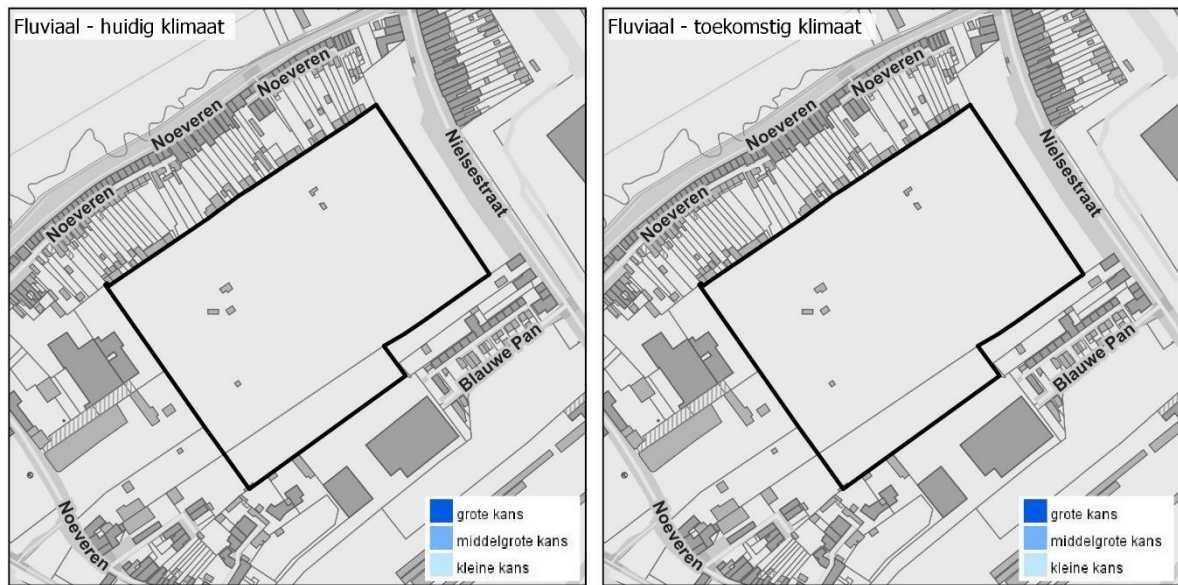 Fluviaal - huidig klimaat
Noeveren
Noeveren
Noeveren
Nielsestraat
Blauwe Pan
Noeveren
grote kans
middelgrote kans
kleine kans
Fluviaal - toekomstig klimaat
Noeveren
Noeveren
Noeveren
Nielsestraat
Blauwe Pan
Noeveren
grote kans
middelgrote kans
kleine kans